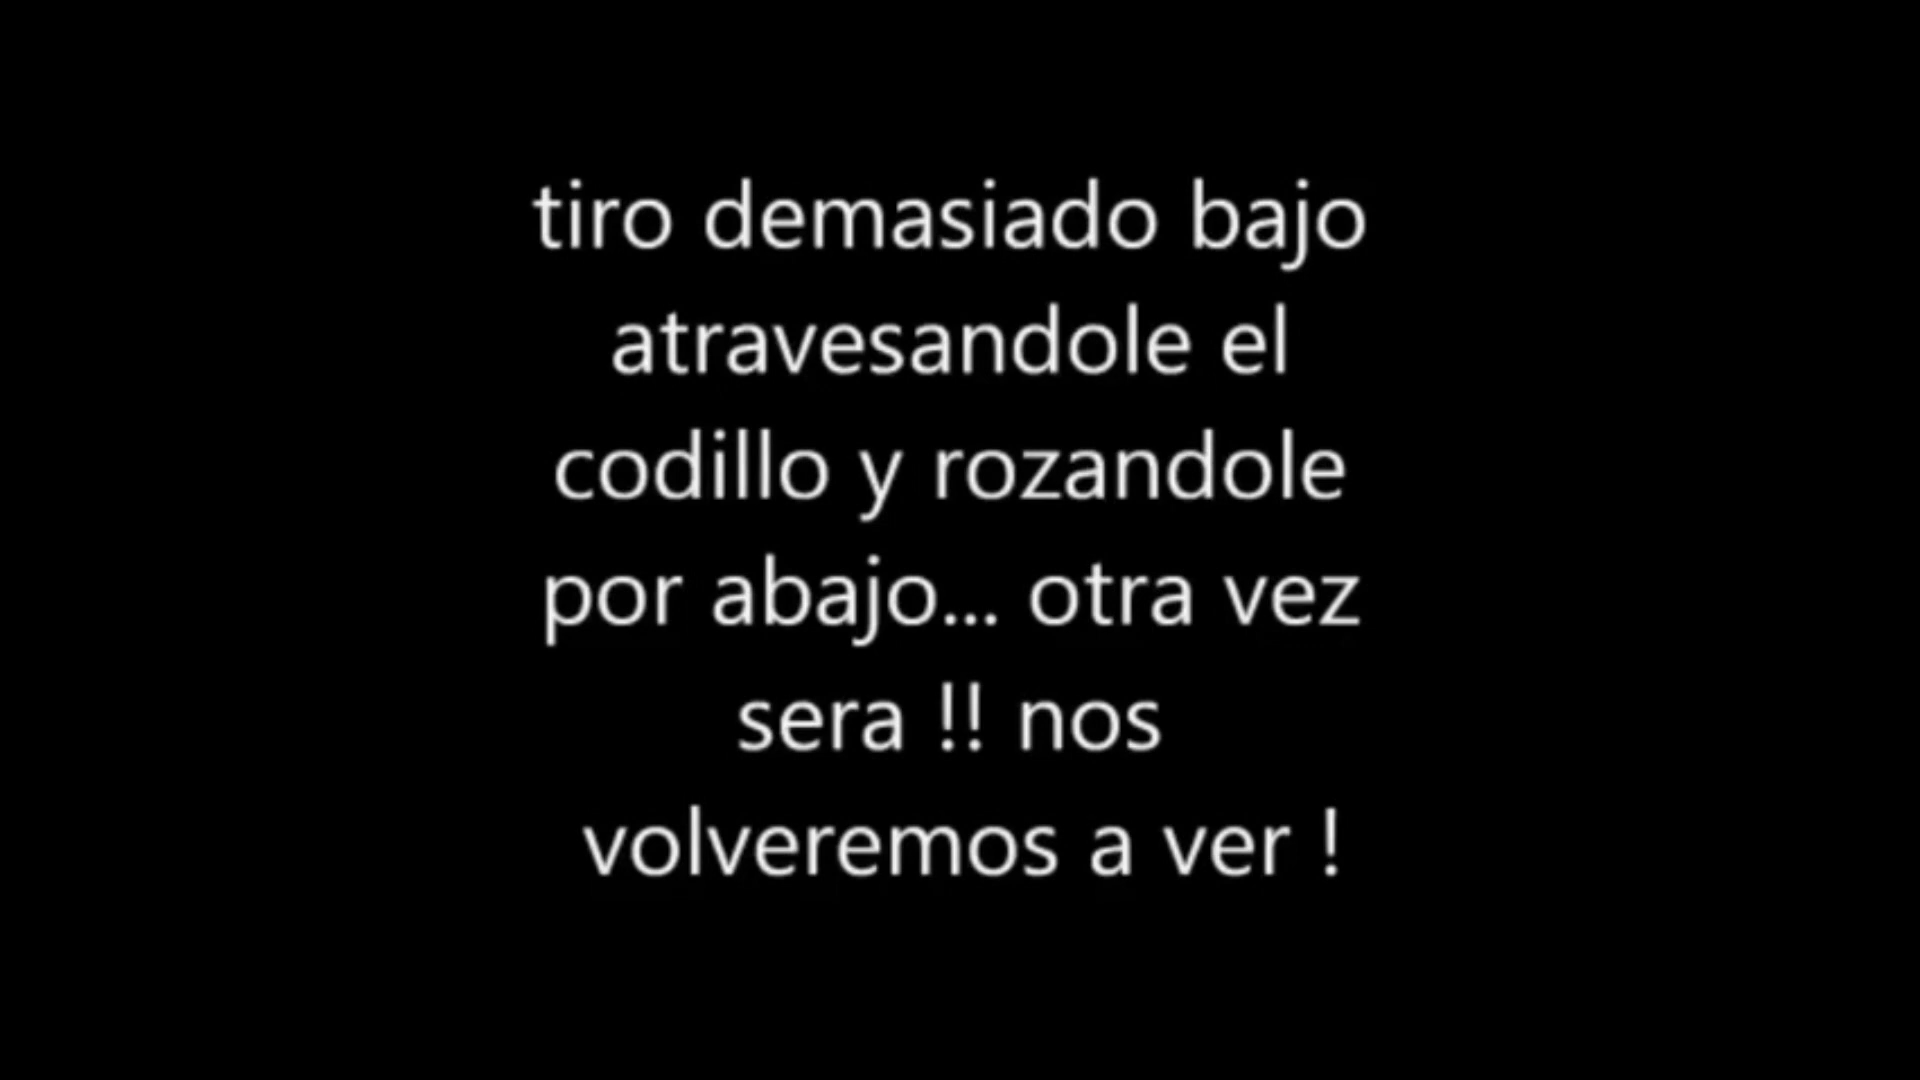 tiro demasiado bajo
atravesandole el
codillo y rozandole
por abajo... otra vez
sera !! nos
volveremos a ver !